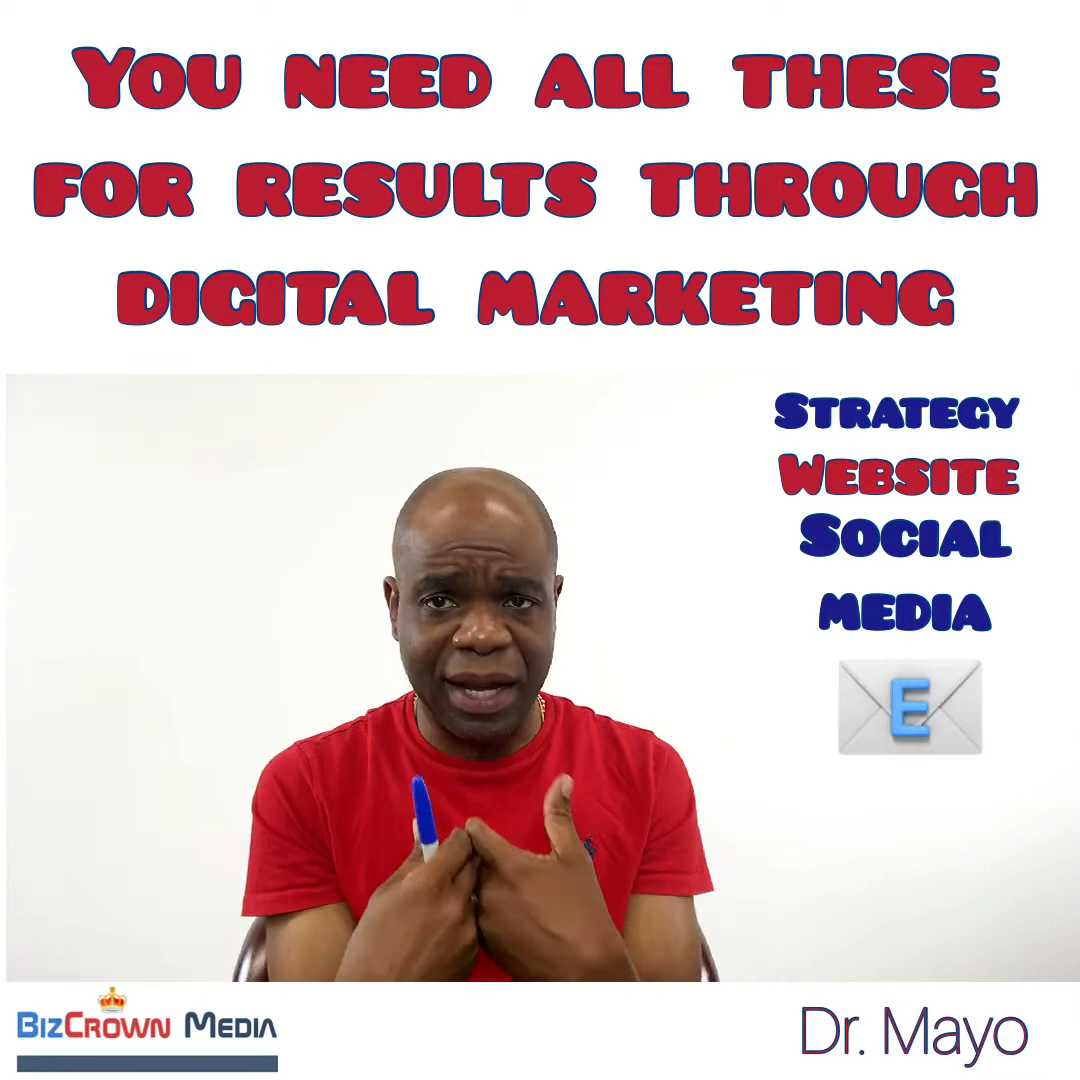 You need all these
for results through
digital marketing
Strategy
Website
Social
media
E
BizCrown Media
Dr. Mayo